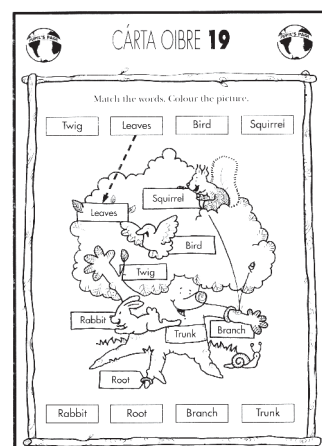 CÁRTA OIBRE 19
Match the words. Colour the picture.
Twig Leaves Bird Squirrel
Squirrel
Leaves
Bird
Twig
Rabbit
Trunk Branch
Root
Rabbit Root Branch Trunk